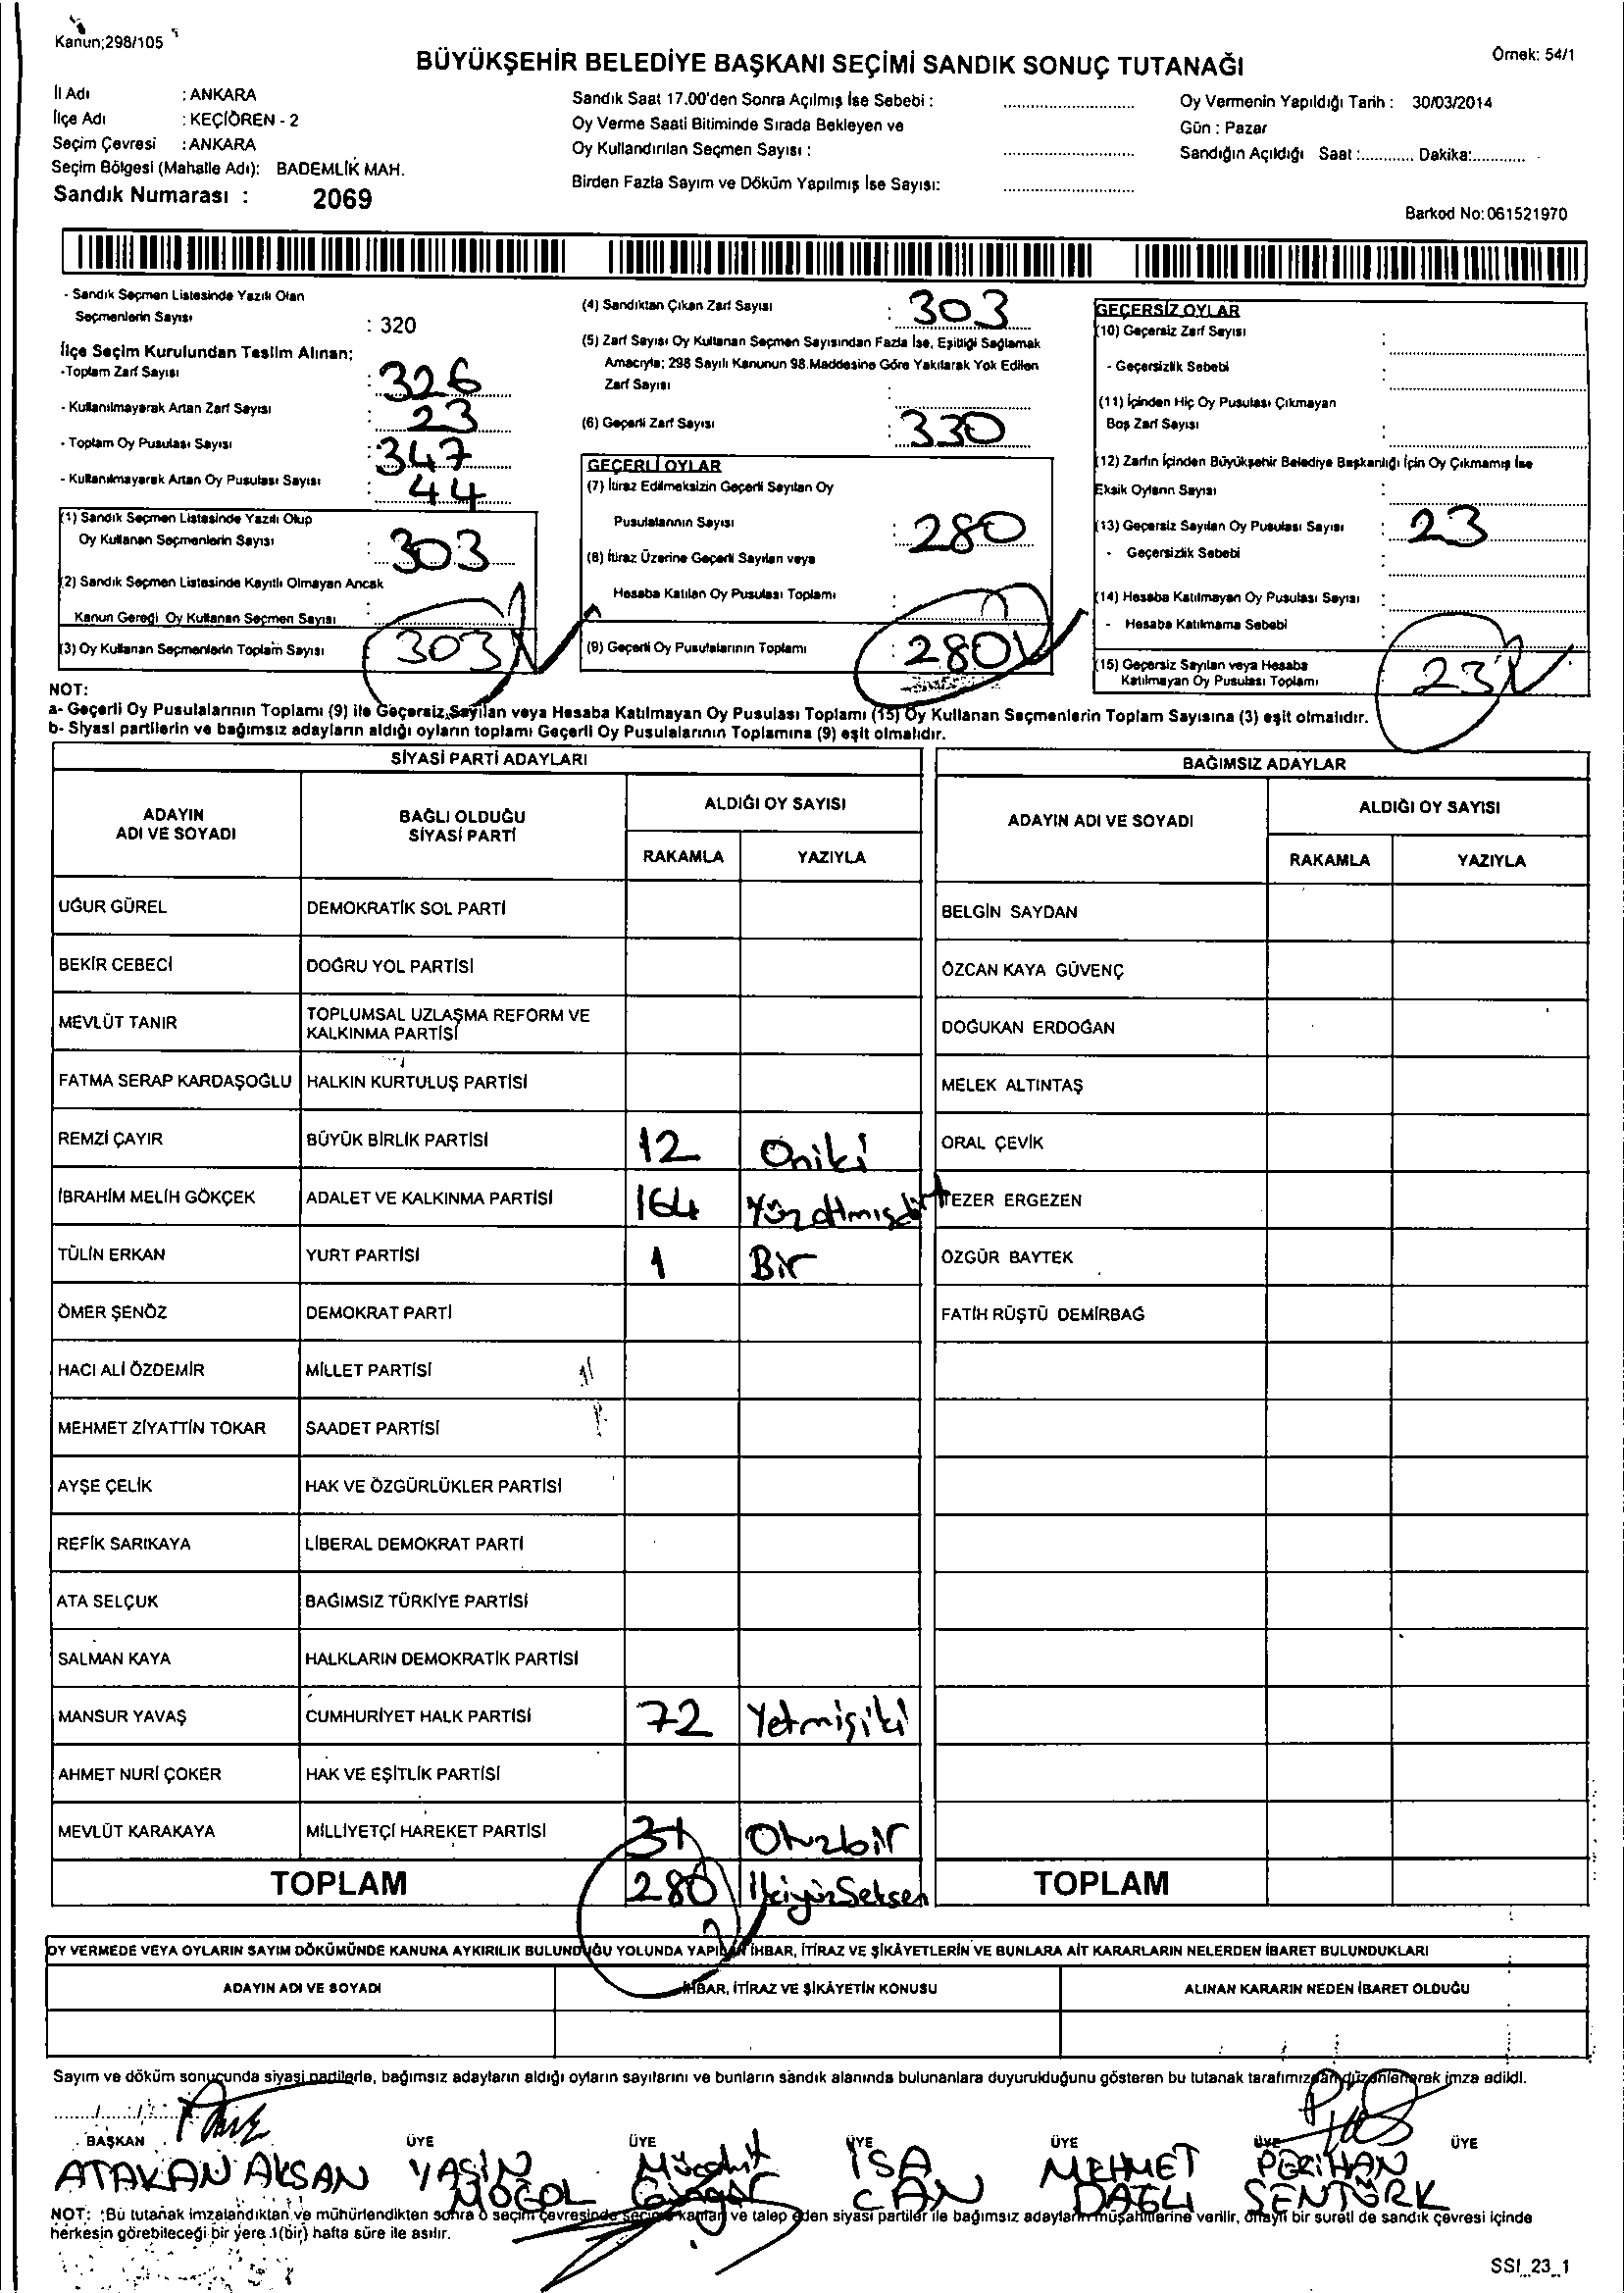 Kanun;298/105
Örnek: 54/1
BÜYÜKŞEHİR BELEDİYE BAŞKANI SEÇİMİ SANDIK SONUÇ TUTANAĞI
İl Adı : ANKARA
İlçe Adı : KEÇİÖREN - 2
Seçim Çevresi : ANKARA
Seçim Bölgesi (Mahalle Adı): BADEMLİK MAH.
Sandık Numarası : 2069
Sandık Saat 17.00'den Sonra Açılmış İse Sebebi :
Oy Verme Saati Bitiminde Sırada Bekleyen ve
Oy Kullandırılan Seçmen Sayısı :
Birden Fazla Sayım ve Döküm Yapılmış İse Sayısı:
Oy Vermenin Yapıldığı Tarih : 30/03/2014
Gün : Pazar
Sandığın Açıldığı Saat :............ Dakika:............
Barkod No:061521970
- Sandık Seçmen Listesinde Yazılı Olan
Seçmenlerin Sayısı : 320
İlçe Seçim Kurulundan Teslim Alınan;
-Toplam Zarf Sayısı : 326
- Kullanılmayarak Artan Zarf Sayısı : 23
- Toplam Oy Pusulası Sayısı : 347
- Kullanılmayarak Artan Oy Pusulası Sayısı : 44
(1) Sandık Seçmen Listesinde Yazılı Olup
Oy Kullanan Seçmenlerin Sayısı : 303
(2) Sandık Seçmen Listesinde Kayıtlı Olmayan Ancak
Kanun Gereği Oy Kullanan Seçmen Sayısı :
(3) Oy Kullanan Seçmenlerin Toplam Sayısı : 303
(4) Sandıktan Çıkan Zarf Sayısı : 303
(5) Zarf Sayısı Oy Kullanan Seçmen Sayısından Fazla İse, Eşitliği Sağlamak
Amacıyla; 298 Sayılı Kanunun 98.Maddesine Göre Yakılarak Yok Edilen
Zarf Sayısı :
(6) Geçerli Zarf Sayısı : 330
GEÇERLİ OYLAR
(7) İtiraz Edilmeksizin Geçerli Sayılan Oy
Pusulalarının Sayısı : 280
(8) İtiraz Üzerine Geçerli Sayılan veya
Hesaba Katılan Oy Pusulası Toplamı :
(9) Geçerli Oy Pusulalarının Toplamı : 280
GEÇERSİZ OYLAR
(10) Geçersiz Zarf Sayısı :
- Geçersizlik Sebebi :
(11) İçinden Hiç Oy Pusulası Çıkmayan
Boş Zarf Sayısı :
(12) Zarfın İçinden Büyükşehir Belediye Başkanlığı İçin Oy Çıkmamış İse
Eksik Oyların Sayısı :
(13) Geçersiz Sayılan Oy Pusulası Sayısı : 23
- Geçersizlik Sebebi :
(14) Hesaba Katılmayan Oy Pusulası Sayısı :
- Hesaba Katılmama Sebebi :
(15) Geçersiz Sayılan veya Hesaba
Katılmayan Oy Pusulası Toplamı 23
NOT:
a- Geçerli Oy Pusulalarının Toplamı (9) ile Geçersiz Sayılan veya Hesaba Katılmayan Oy Pusulası Toplamı (15) Oy Kullanan Seçmenlerin Toplam Sayısına (3) eşit olmalıdır.
b- Siyasi partilerin ve bağımsız adayların aldığı oyların toplamı Geçerli Oy Pusulalarının Toplamına (9) eşit olmalıdır.
SİYASİ PARTİ ADAYLARI
ADAYIN
ADI VE SOYADI
BAĞLI OLDUĞU
SİYASİ PARTİ
ALDIĞI OY SAYISI
RAKAMLA YAZIYLA
UĞUR GÜREL DEMOKRATİK SOL PARTİ
BEKİR CEBECİ DOĞRU YOL PARTİSİ
MEVLÜT TANIR TOPLUMSAL UZLAŞMA REFORM VE
KALKINMA PARTİSİ
FATMA SERAP KARDAŞOĞLU HALKIN KURTULUŞ PARTİSİ
REMZİ ÇAYIR BÜYÜK BİRLİK PARTİSİ 12 Oniki
İBRAHİM MELİH GÖKÇEK ADALET VE KALKINMA PARTİSİ 164 Yüzatmışdört
TÜLİN ERKAN YURT PARTİSİ 1 Bir
ÖMER ŞENÖZ DEMOKRAT PARTİ
HACI ALİ ÖZDEMİR MİLLET PARTİSİ
MEHMET ZİYATTİN TOKAR SAADET PARTİSİ
AYŞE ÇELİK HAK VE ÖZGÜRLÜKLER PARTİSİ
REFİK SARIKAYA LİBERAL DEMOKRAT PARTİ
ATA SELÇUK BAĞIMSIZ TÜRKİYE PARTİSİ
SALMAN KAYA HALKLARIN DEMOKRATİK PARTİSİ
MANSUR YAVAŞ CUMHURİYET HALK PARTİSİ 72 Yetmişiki
AHMET NURİ ÇOKER HAK VE EŞİTLİK PARTİSİ
MEVLÜT KARAKAYA MİLLİYETÇİ HAREKET PARTİSİ 31 Otuzbir
TOPLAM 280 İkiyüzSeksen
BAĞIMSIZ ADAYLAR
ADAYIN ADI VE SOYADI
ALDIĞI OY SAYISI
RAKAMLA YAZIYLA
BELGİN SAYDAN
ÖZCAN KAYA GÜVENÇ
DOĞUKAN ERDOĞAN
MELEK ALTINTAŞ
ORAL ÇEVİK
TEZER ERGEZEN
ÖZGÜR BAYTEK
FATİH RÜŞTÜ DEMİRBAĞ
TOPLAM
OY VERMEDE VEYA OYLARIN SAYIM DÖKÜMÜNDE KANUNA AYKIRILIK BULUNDUĞU YOLUNDA YAPILAN İHBAR, İTİRAZ VE ŞİKÂYETLERİN VE BUNLARA AİT KARARLARIN NELERDEN İBARET BULUNDUKLARI
ADAYIN ADI VE SOYADI İHBAR, İTİRAZ VE ŞİKÂYETİN KONUSU ALINAN KARARIN NEDEN İBARET OLDUĞU
Sayım ve döküm sonucunda siyasi partilerle, bağımsız adayların aldığı oyların sayılarını ve bunların sandık alanında bulunanlara duyurulduğunu gösteren bu tutanak tarafımızdan düzenlenerek imza edildi.
BAŞKAN ÜYE ÜYE ÜYE ÜYE ÜYE ÜYE
ATAKAN AKSAN YASİN MOGOL İSA CAN MEHMET DAĞLI PERİHAN ŞENTÜRK
NOT: Bu tutanak imzalandıktan ve mühürlendikten sonra o seçim çevresinde seçime katılan ve talep eden siyasi partiler ile bağımsız adayların müşahitlerine verilir, onaylı bir sureti de sandık çevresi içinde
herkesin görebileceği bir yere 1(bir) hafta süre ile asılır.
SSI_23_1